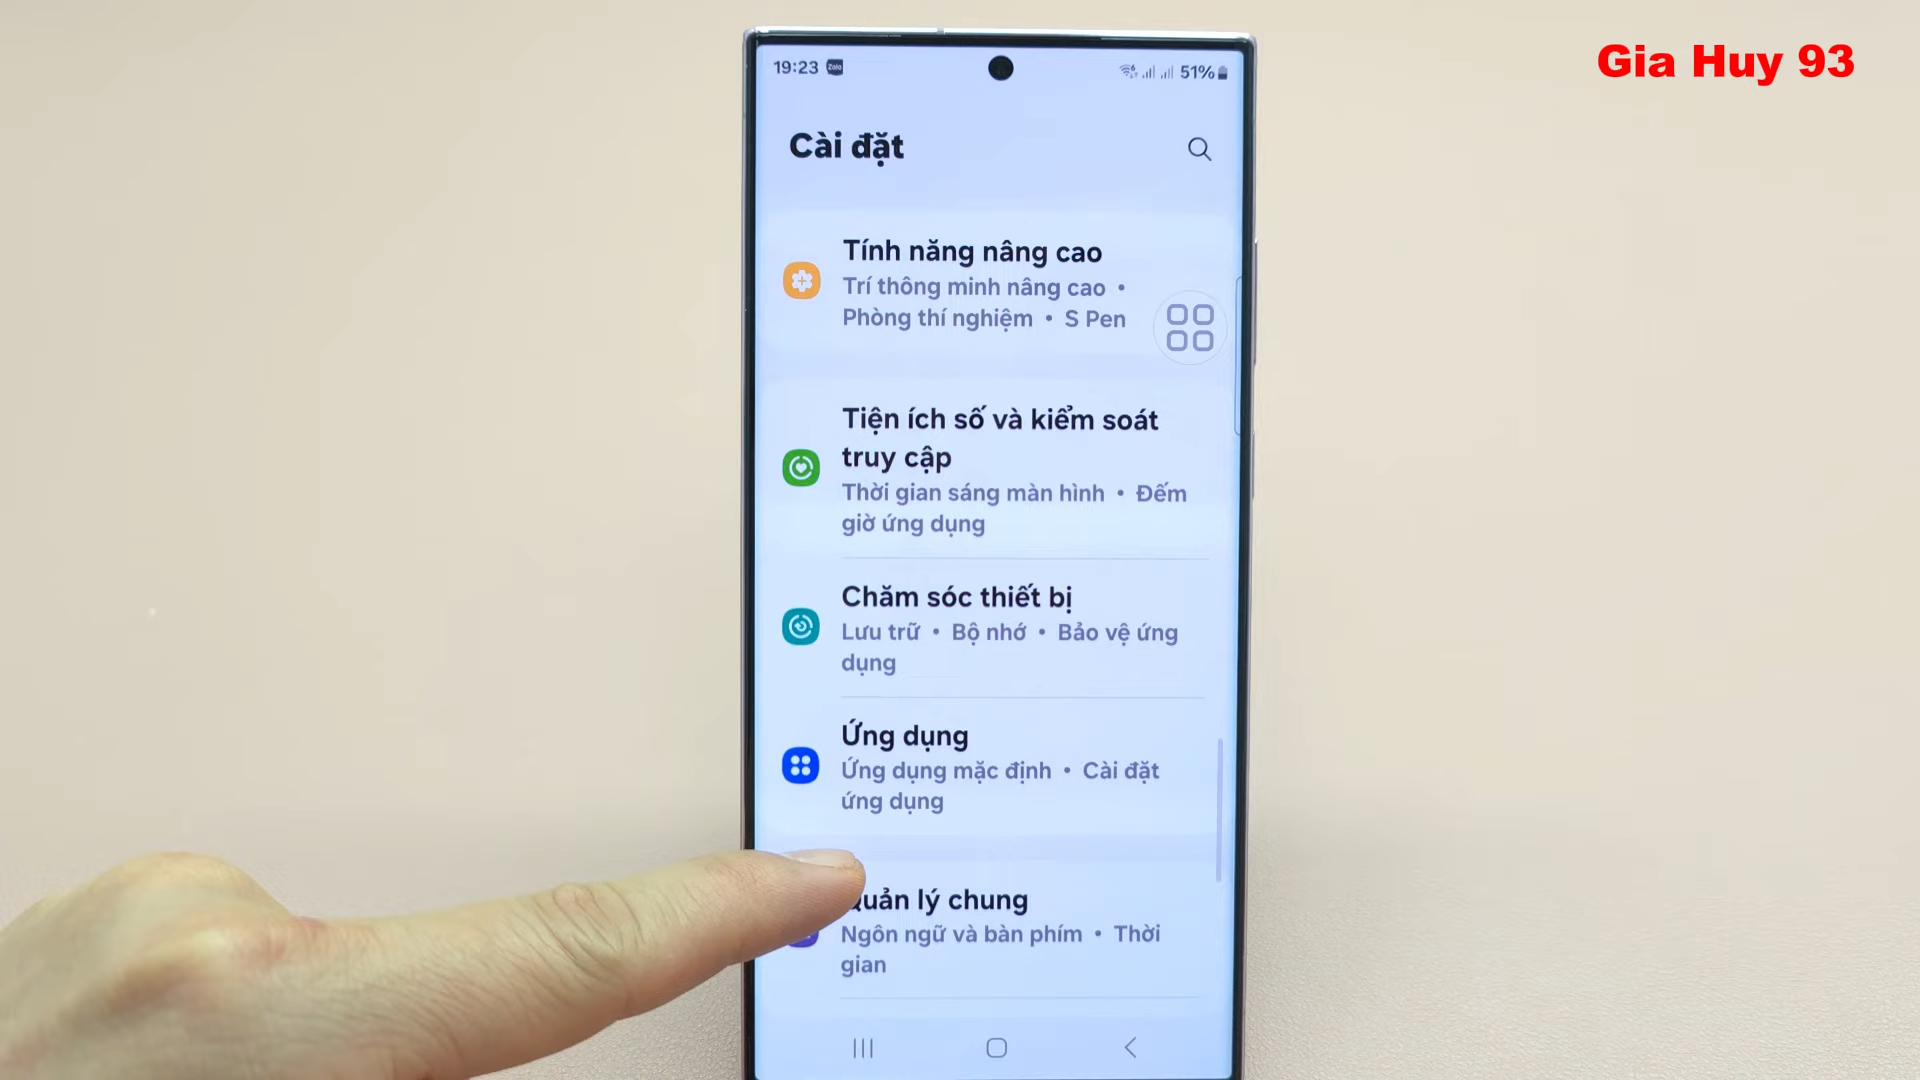 Gia Huy 93
19:23 Zalo
51%
Cài đặt
Tính năng nâng cao
Trí thông minh nâng cao •
Phòng thí nghiệm • S Pen
Tiện ích số và kiểm soát
truy cập
Thời gian sáng màn hình • Đếm
giờ ứng dụng
Chăm sóc thiết bị
Lưu trữ • Bộ nhớ • Bảo vệ ứng
dụng
Ứng dụng
Ứng dụng mặc định • Cài đặt
ứng dụng
Quản lý chung
Ngôn ngữ và bàn phím • Thời
gian